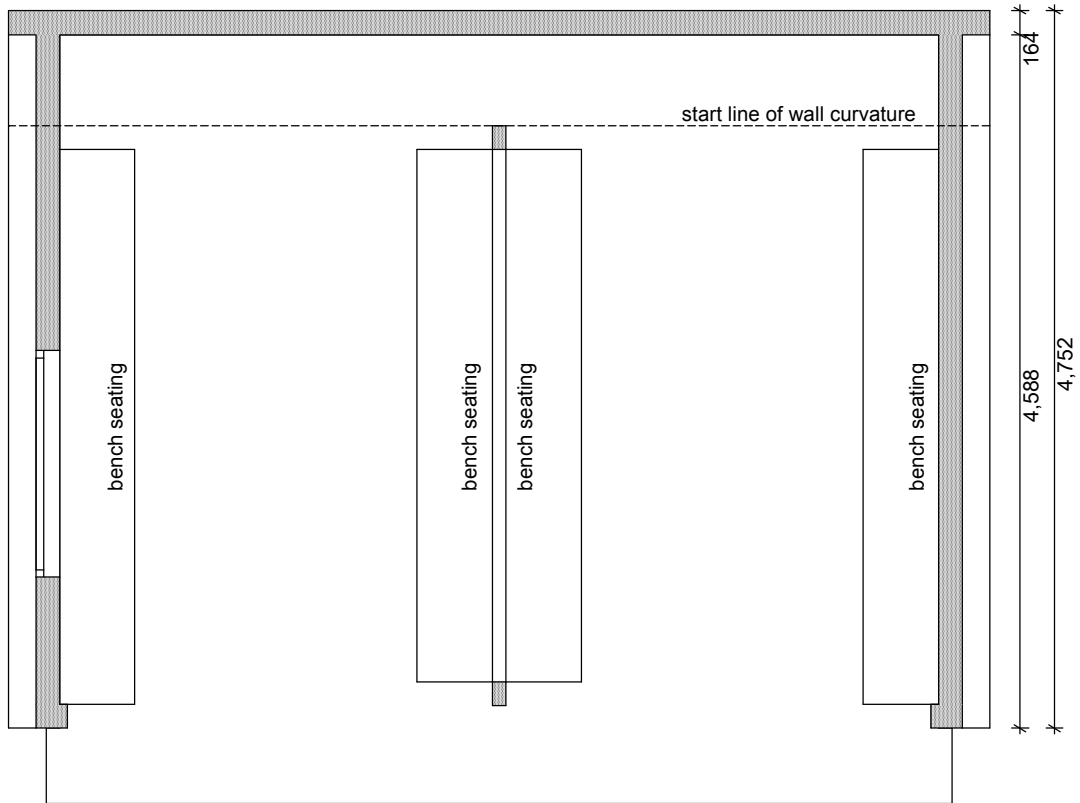 164
start line of wall curvature
4,752
4,588
bench seating
bench seating
bench seating
bench seating